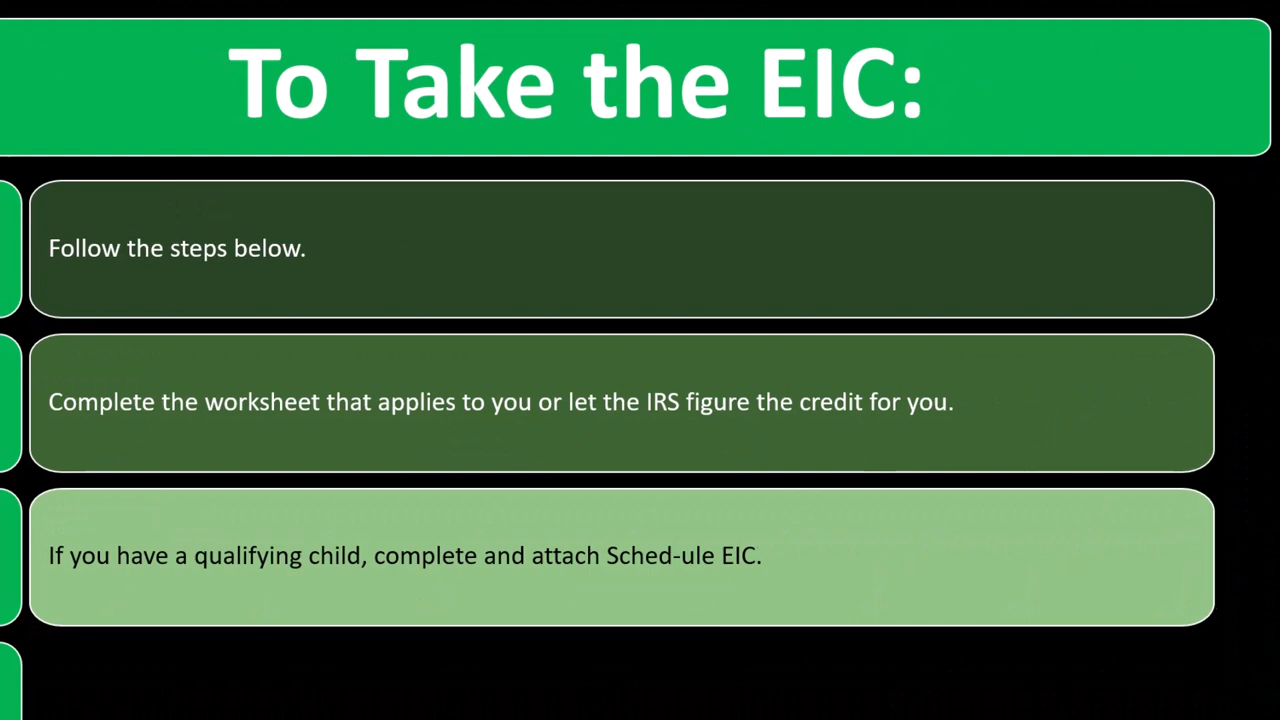 To Take the EIC:
Follow the steps below.
Complete the worksheet that applies to you or let the IRS figure the credit for you.
If you have a qualifying child, complete and attach Sched-ule EIC.